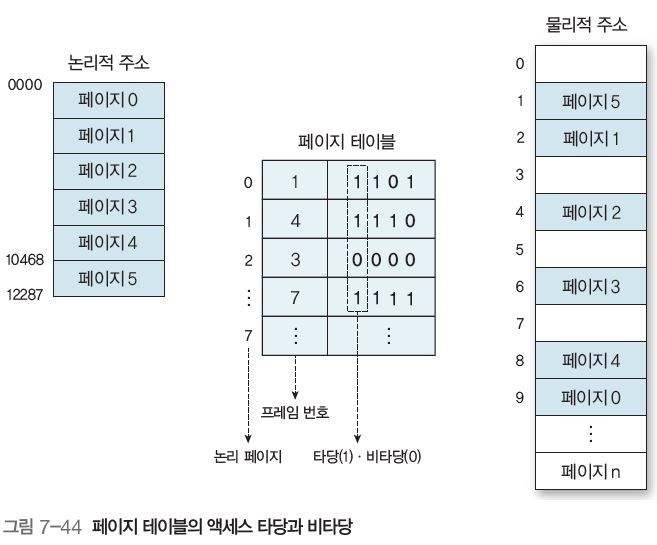 논리적 주소
0000
페이지 0
페이지 1
페이지 2
페이지 3
페이지 4
10468
페이지 5
12287
페이지 테이블
0 1 1 1 0 1
1 4 1 1 1 0
2 3 0 0 0 0
⋮ 7 1 1 1 1
7 ⋮ ⋮
프레임 번호
논리 페이지
타당(1) · 비타당(0)
물리적 주소
0
1 페이지 5
2 페이지 1
3
4 페이지 2
5
6 페이지 3
7
8 페이지 4
9 페이지 0
⋮
페이지 n
그림 7-44 페이지 테이블의 액세스 타당과 비타당